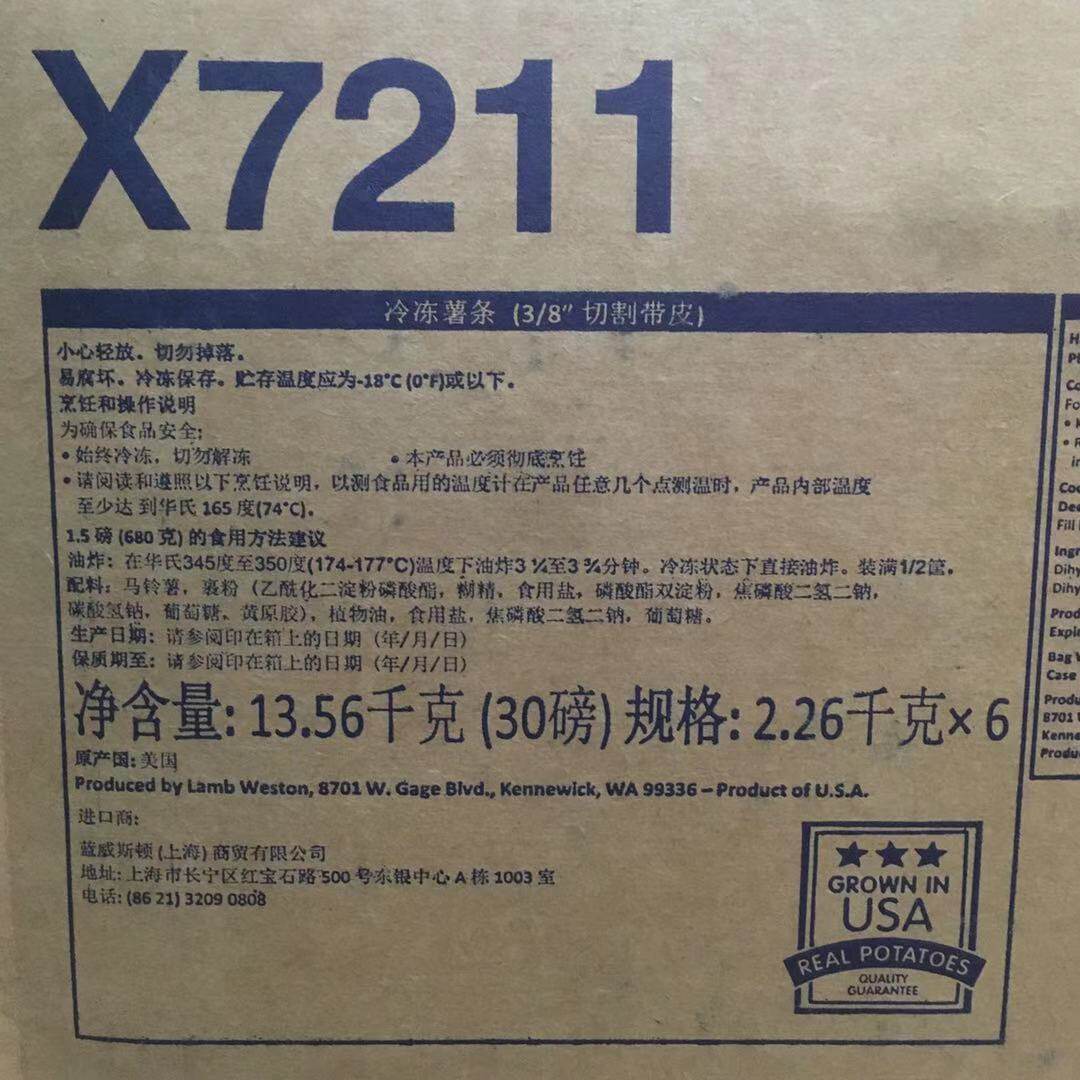 X7211
冷冻薯条 (3/8″ 切割带皮)
小心轻放。切勿掉落。
易腐坏。冷冻保存。贮存温度应为-18°C (0°F)或以下。
烹饪和操作说明
为确保食品安全;
• 始终冷冻，切勿解冻 • 本产品必须彻底烹饪
• 请阅读和遵照以下烹饪说明，以测食品用的温度计在产品任意几个点测温时，产品内部温度
至少达 到华氏 165 度(74°C)。
1.5 磅 (680 克) 的食用方法建议
油炸：在华氏345度至350度(174-177°C)温度下油炸3 ¼至3 ¾分钟。冷冻状态下直接油炸。装满1/2筐。
配料：马铃薯，裹粉（乙酰化二淀粉磷酸酯，糊精，食用盐，磷酸酯双淀粉，焦磷酸二氢二钠，
碳酸氢钠，葡萄糖、黄原胶），植物油，食用盐，焦磷酸二氢二钠，葡萄糖。
生产日期：请参阅印在箱上的日期（年/月/日）
保质期至：请参阅印在箱上的日期（年/月/日）
净含量: 13.56千克 (30磅) 规格: 2.26千克× 6
原产国: 美国
Produced by Lamb Weston, 8701 W. Gage Blvd., Kennewick, WA 99336 – Product of U.S.A.
进口商:
蓝威斯顿 (上海) 商贸有限公司
地址: 上海市长宁区红宝石路 500 号东银中心 A 栋 1003 室
电话: (86 21) 3209 0808
GROWN IN
USA
REAL POTATOES
QUALITY
GUARANTEE
Fill
Dihy
Dihy
Bag
Case
8701